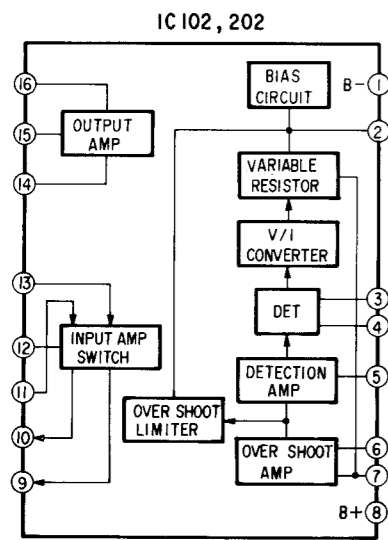 IC102, 202
16
15
14
OUTPUT
AMP
BIAS
CIRCUIT
B- 1
2
VARIABLE
RESISTOR
V/I
CONVERTER
13
12
11
10
9
INPUT AMP
SWITCH
DET
3
4
DETECTION
AMP
5
OVER SHOOT
LIMITER
OVER SHOOT
AMP
6
7
B+ 8